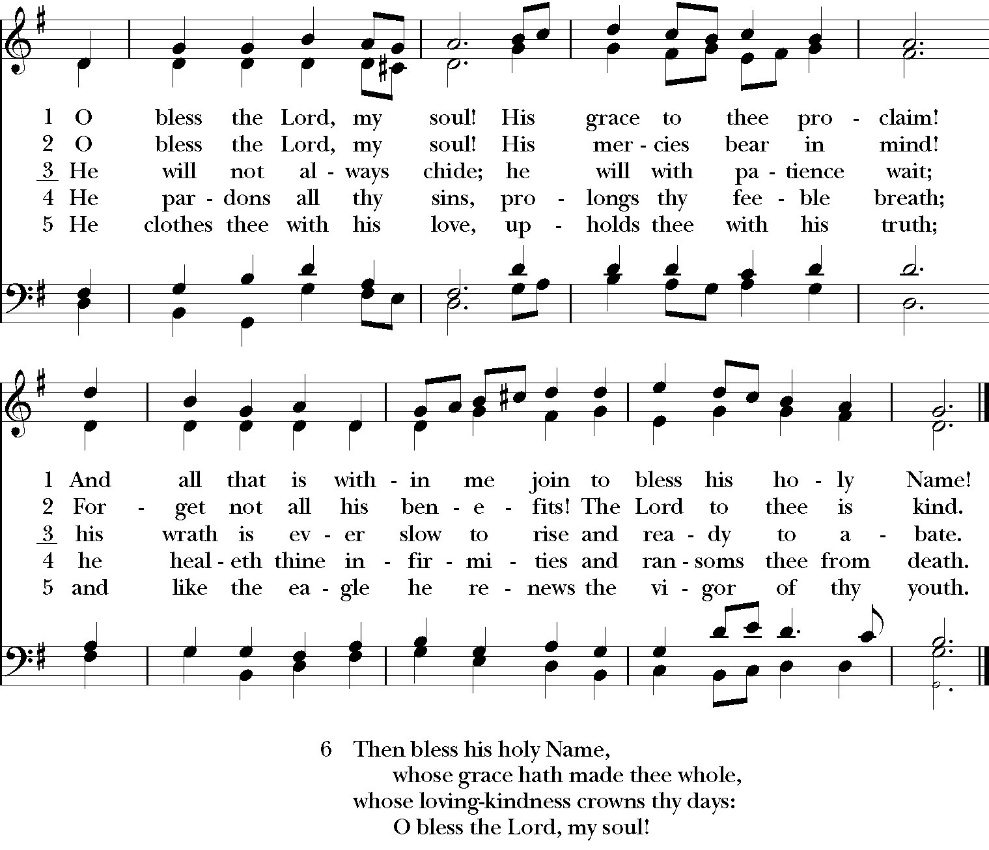 1 O bless the Lord, my soul! His grace to thee pro - claim!
2 O bless the Lord, my soul! His mer - cies bear in mind!
3 He will not al - ways chide; he will with pa - tience wait;
4 He par - dons all thy sins, pro - longs thy fee - ble breath;
5 He clothes thee with his love, up - holds thee with his truth;
1 And all that is with - in me join to bless his ho - ly Name!
2 For - get not all his ben - e - fits! The Lord to thee is kind.
3 his wrath is ev - er slow to rise and rea - dy to a - bate.
4 he heal - eth thine in - fir - mi - ties and ran - soms thee from death.
5 and like the ea - gle he re - news the vi - gor of thy youth.
6 Then bless his holy Name,
whose grace hath made thee whole,
whose loving-kindness crowns thy days:
O bless the Lord, my soul!